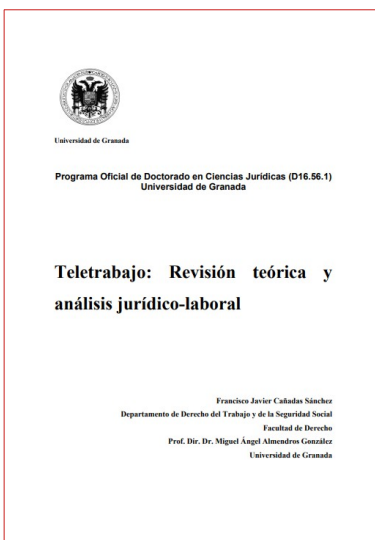 Universidad de Granada
Programa Oficial de Doctorado en Ciencias Jurídicas (D16.56.1)
Universidad de Granada
Teletrabajo: Revisión teórica y
análisis jurídico-laboral
Francisco Javier Cañadas Sánchez
Departamento de Derecho del Trabajo y de la Seguridad Social
Facultad de Derecho
Prof. Dir. Dr. Miguel Ángel Almendros González
Universidad de Granada